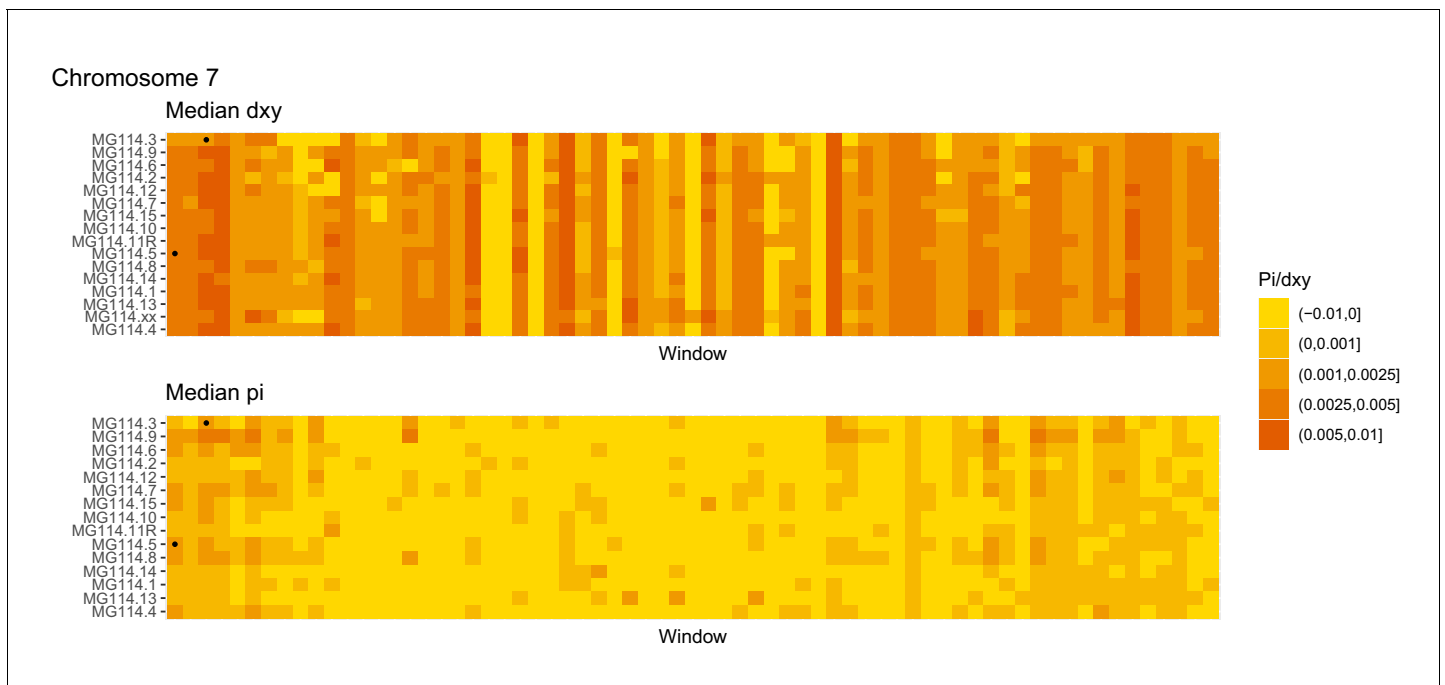 Chromosome 7
Median dxy
MG114.3
MG114.9
MG114.6
MG114.2
MG114.12
MG114.7
MG114.15
MG114.10
MG114.11R
MG114.5
MG114.8
MG114.14
MG114.1
MG114.13
MG114.xx
MG114.4
Window
Median pi
MG114.3
MG114.9
MG114.6
MG114.2
MG114.12
MG114.7
MG114.15
MG114.10
MG114.11R
MG114.5
MG114.8
MG114.14
MG114.1
MG114.13
MG114.4
Window
Pi/dxy
(−0.01,0]
(0,0.001]
(0.001,0.0025]
(0.0025,0.005]
(0.005,0.01]